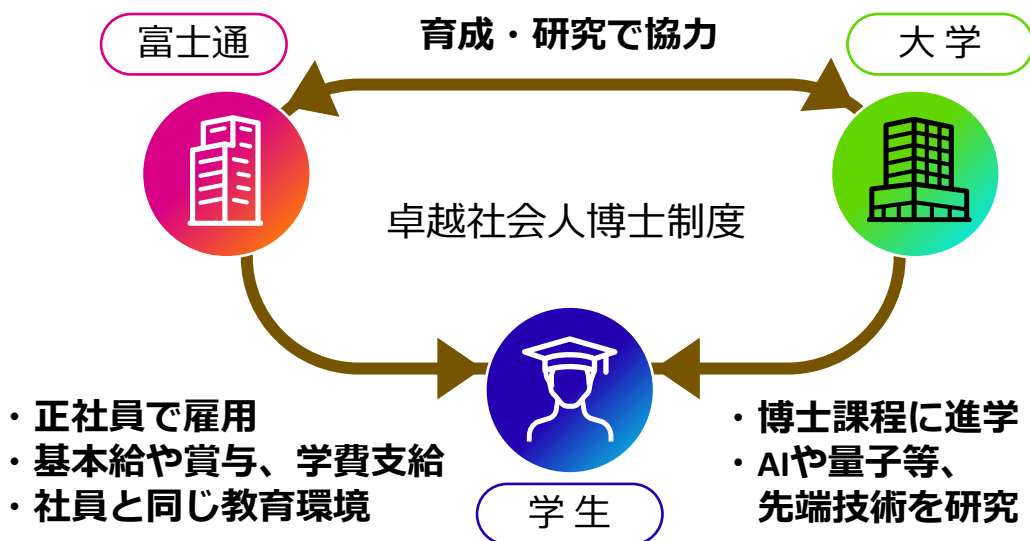 富士通
育成・研究で協力
大学
卓越社会人博士制度
・正社員で雇用
・基本給や賞与、学費支給
・社員と同じ教育環境
学生
・博士課程に進学
・AIや量子等、
先端技術を研究